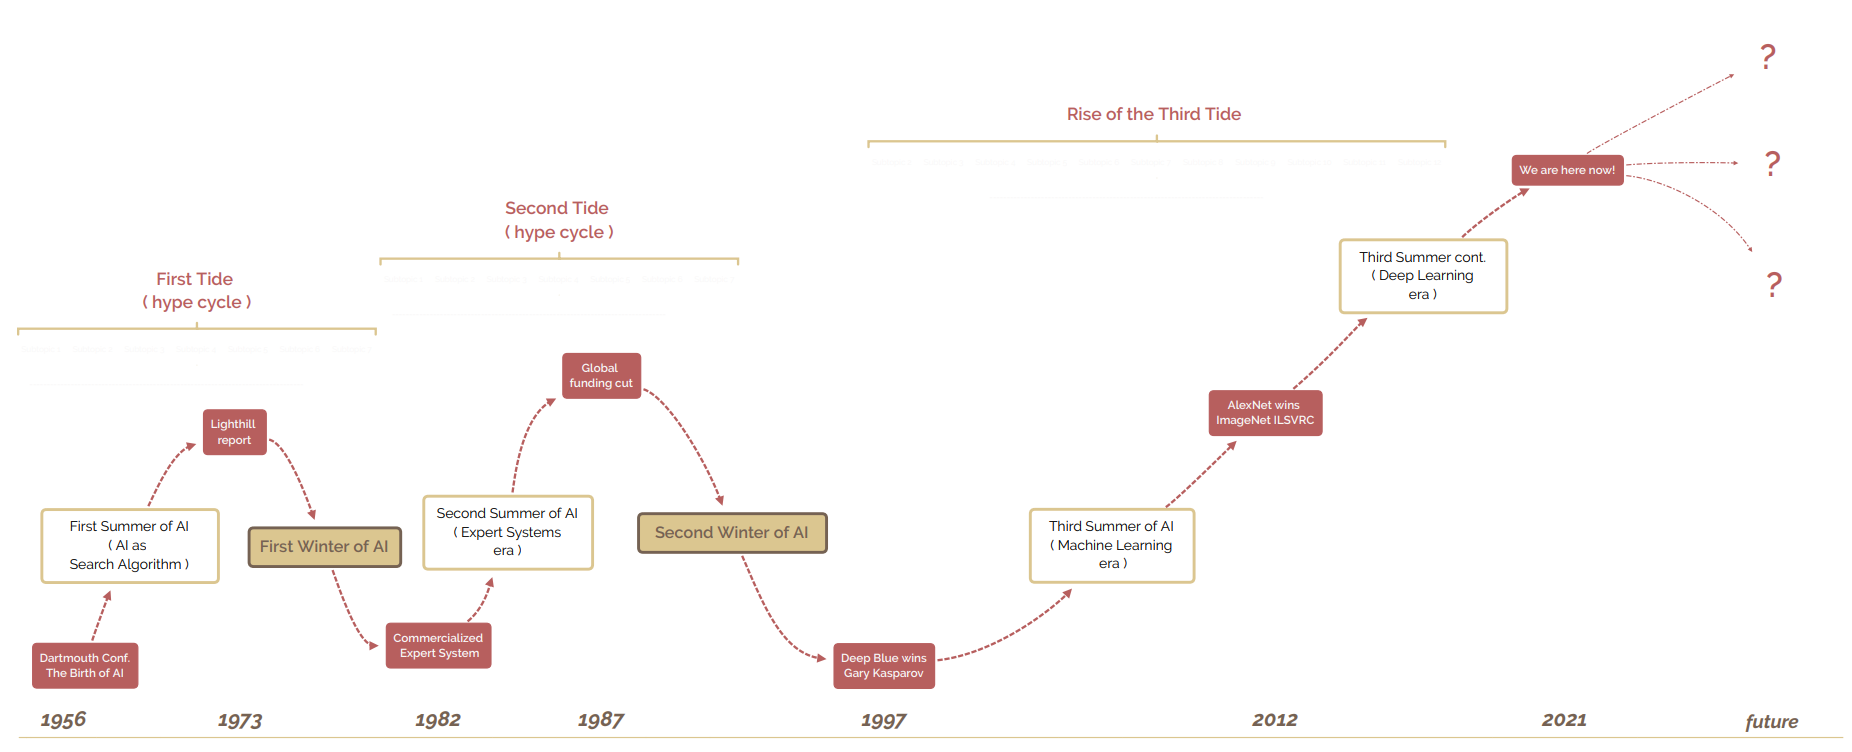 ?
Rise of the Third Tide
?
We are here now!
Second Tide
( hype cycle )
Third Summer cont.
( Deep Learning
era )
?
First Tide
( hype cycle )
Global
funding cut
AlexNet wins
ImageNet ILSVRC
Lighthill
report
First Summer of AI
( AI as
Search Algorithm )
First Winter of AI
Second Summer of AI
( Expert Systems
era )
Second Winter of AI
Third Summer of AI
( Machine Learning
era )
Dartmouth Conf.
The Birth of AI
Commercialized
Expert System
Deep Blue wins
Gary Kasparov
1956 1973 1982 1987 1997 2012 2021 future